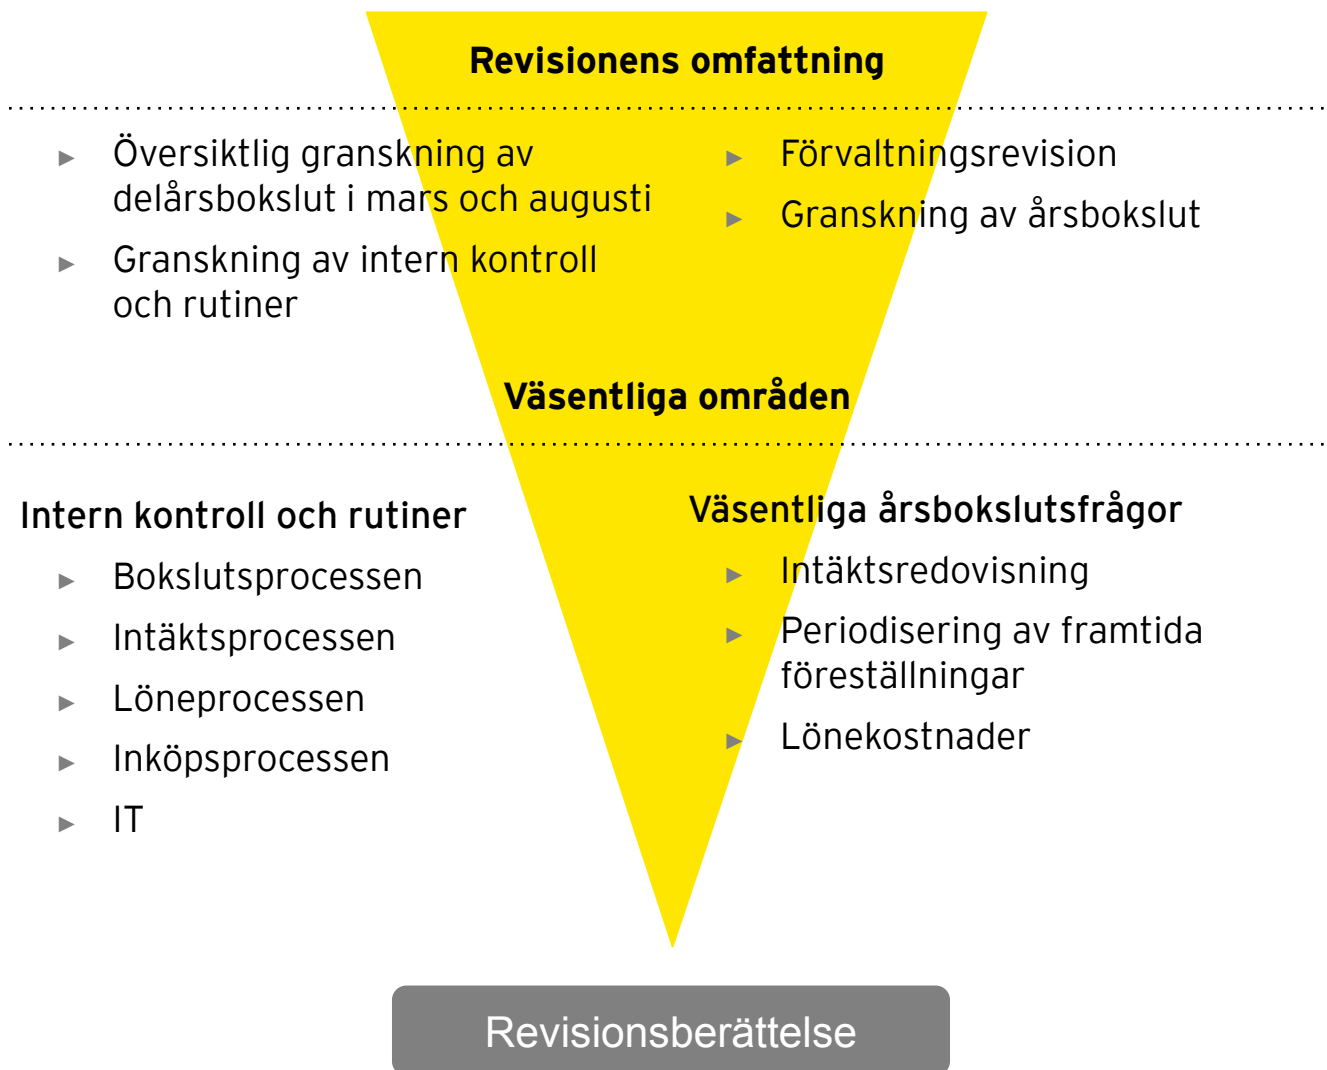 Revisionens omfattning
► Översiktlig granskning av
delårsbokslut i mars och augusti
► Granskning av intern kontroll
och rutiner
► Förvaltningsrevision
► Granskning av årsbokslut
Väsentliga områden
Intern kontroll och rutiner
► Bokslutsprocessen
► Intäktsprocessen
► Löneprocessen
► Inköpsprocessen
► IT
Väsentliga årsbokslutsfrågor
► Intäktsredovisning
► Periodisering av framtida
föreställningar
► Lönekostnader
Revisionsberättelse